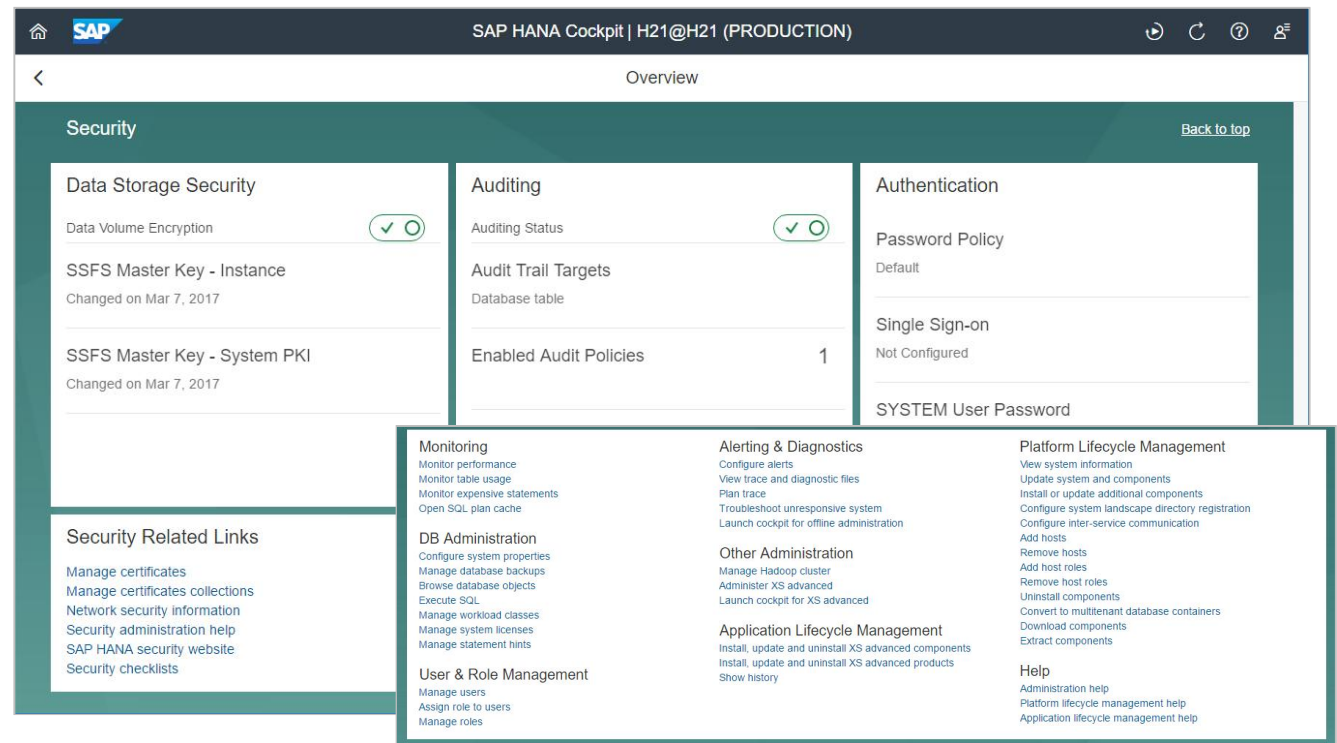 SAP
SAP HANA Cockpit | H21@H21 (PRODUCTION)
Overview
Security
Back to top
Data Storage Security
Data Volume Encryption
SSFS Master Key - Instance
Changed on Mar 7, 2017
SSFS Master Key - System PKI
Changed on Mar 7, 2017
Auditing
Auditing Status
Audit Trail Targets
Database table
Enabled Audit Policies 1
Authentication
Password Policy
Default
Single Sign-on
Not Configured
SYSTEM User Password
Security Related Links
Manage certificates
Manage certificates collections
Network security information
Security administration help
SAP HANA security website
Security checklists
Monitoring
Monitor performance
Monitor table usage
Monitor expensive statements
Open SQL plan cache
DB Administration
Configure system properties
Manage database backups
Browse database objects
Execute SQL
Manage workload classes
Manage system licenses
Manage statement hints
User & Role Management
Manage users
Assign role to users
Manage roles
Alerting & Diagnostics
Configure alerts
View trace and diagnostic files
Plan trace
Troubleshoot unresponsive system
Launch cockpit for offline administration
Other Administration
Manage Hadoop cluster
Administer XS advanced
Launch cockpit for XS advanced
Application Lifecycle Management
Install, update and uninstall XS advanced components
Install, update and uninstall XS advanced products
Show history
Platform Lifecycle Management
View system information
Update system and components
Install or update additional components
Configure system landscape directory registration
Configure inter-service communication
Add hosts
Remove hosts
Add host roles
Remove host roles
Uninstall components
Convert to multitenant database containers
Download components
Extract components
Help
Administration help
Platform lifecycle management help
Application lifecycle management help